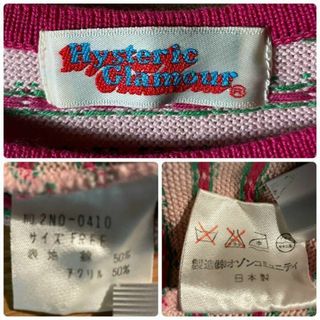 Hysteric
Glamour®
NO.2NO-0410
サイズ FREE
表地 綿 50%
アクリル 50%
製造㈱オゾンコミュニティ
日本製